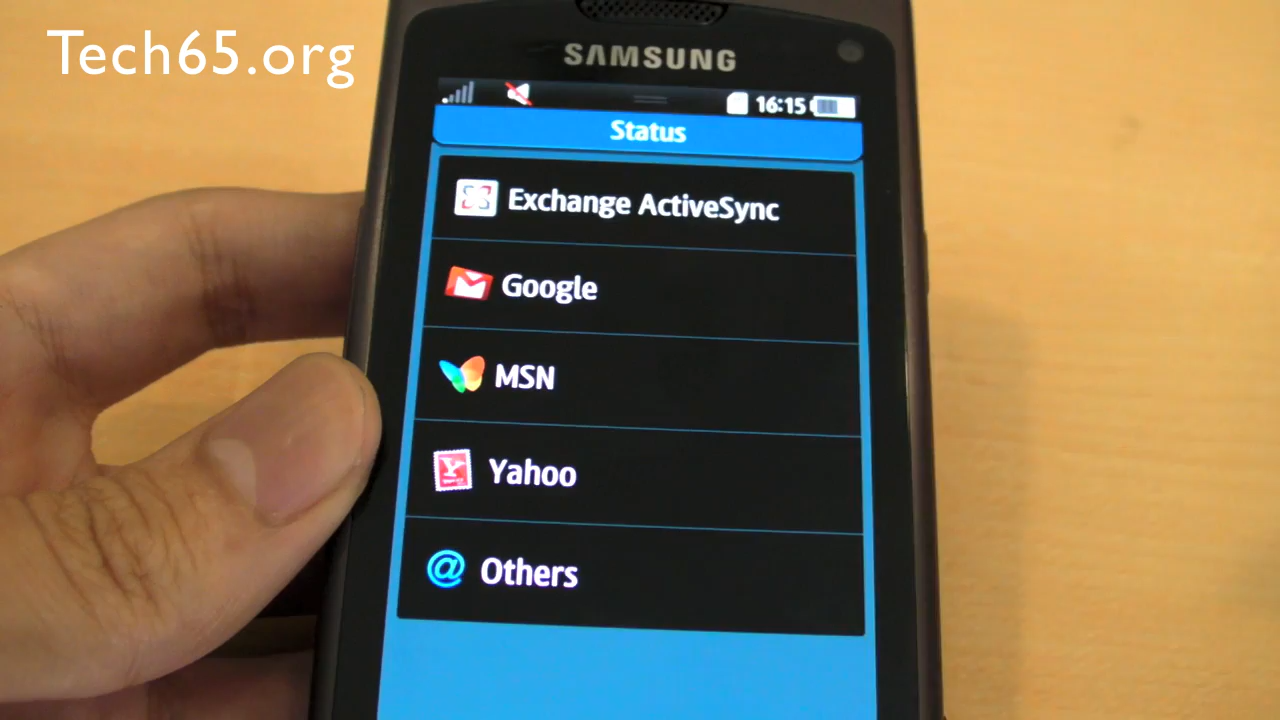 Tech65.org
SAMSUNG
16:15
Status
Exchange ActiveSync
Google
MSN
Yahoo
@ Others